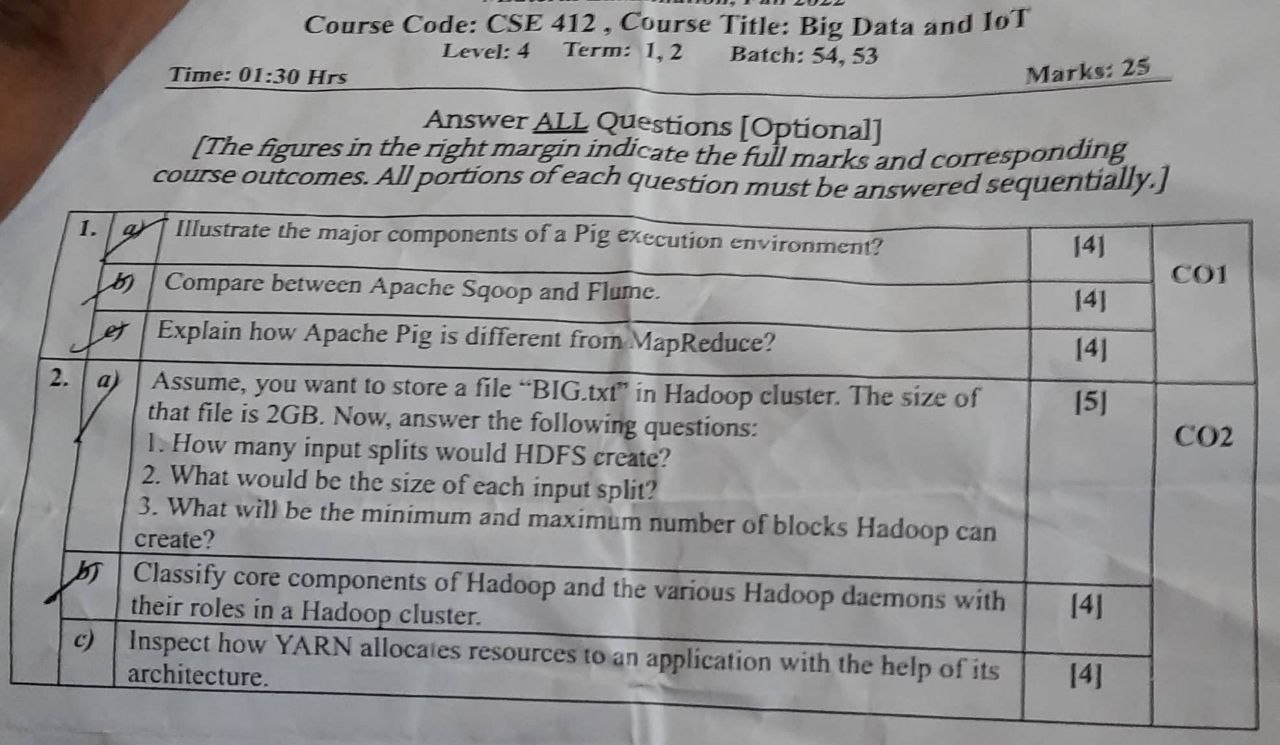 Course Code: CSE 412 , Course Title: Big Data and IoT
Level: 4 Term: 1, 2 Batch: 54, 53
Time: 01:30 Hrs Marks: 25
Answer ALL Questions [Optional]
[The figures in the right margin indicate the full marks and corresponding
course outcomes. All portions of each question must be answered sequentially.]
1. a) Illustrate the major components of a Pig execution environment? [4] CO1
b) Compare between Apache Sqoop and Flume. [4]
Explain how Apache Pig is different from MapReduce? [4]
2. a) Assume, you want to store a file “BIG.txt” in Hadoop cluster. The size of [5] CO2
that file is 2GB. Now, answer the following questions:
1. How many input splits would HDFS create?
2. What would be the size of each input split?
3. What will be the minimum and maximum number of blocks Hadoop can
create?
b) Classify core components of Hadoop and the various Hadoop daemons with [4]
their roles in a Hadoop cluster.
c) Inspect how YARN allocates resources to an application with the help of its [4]
architecture.